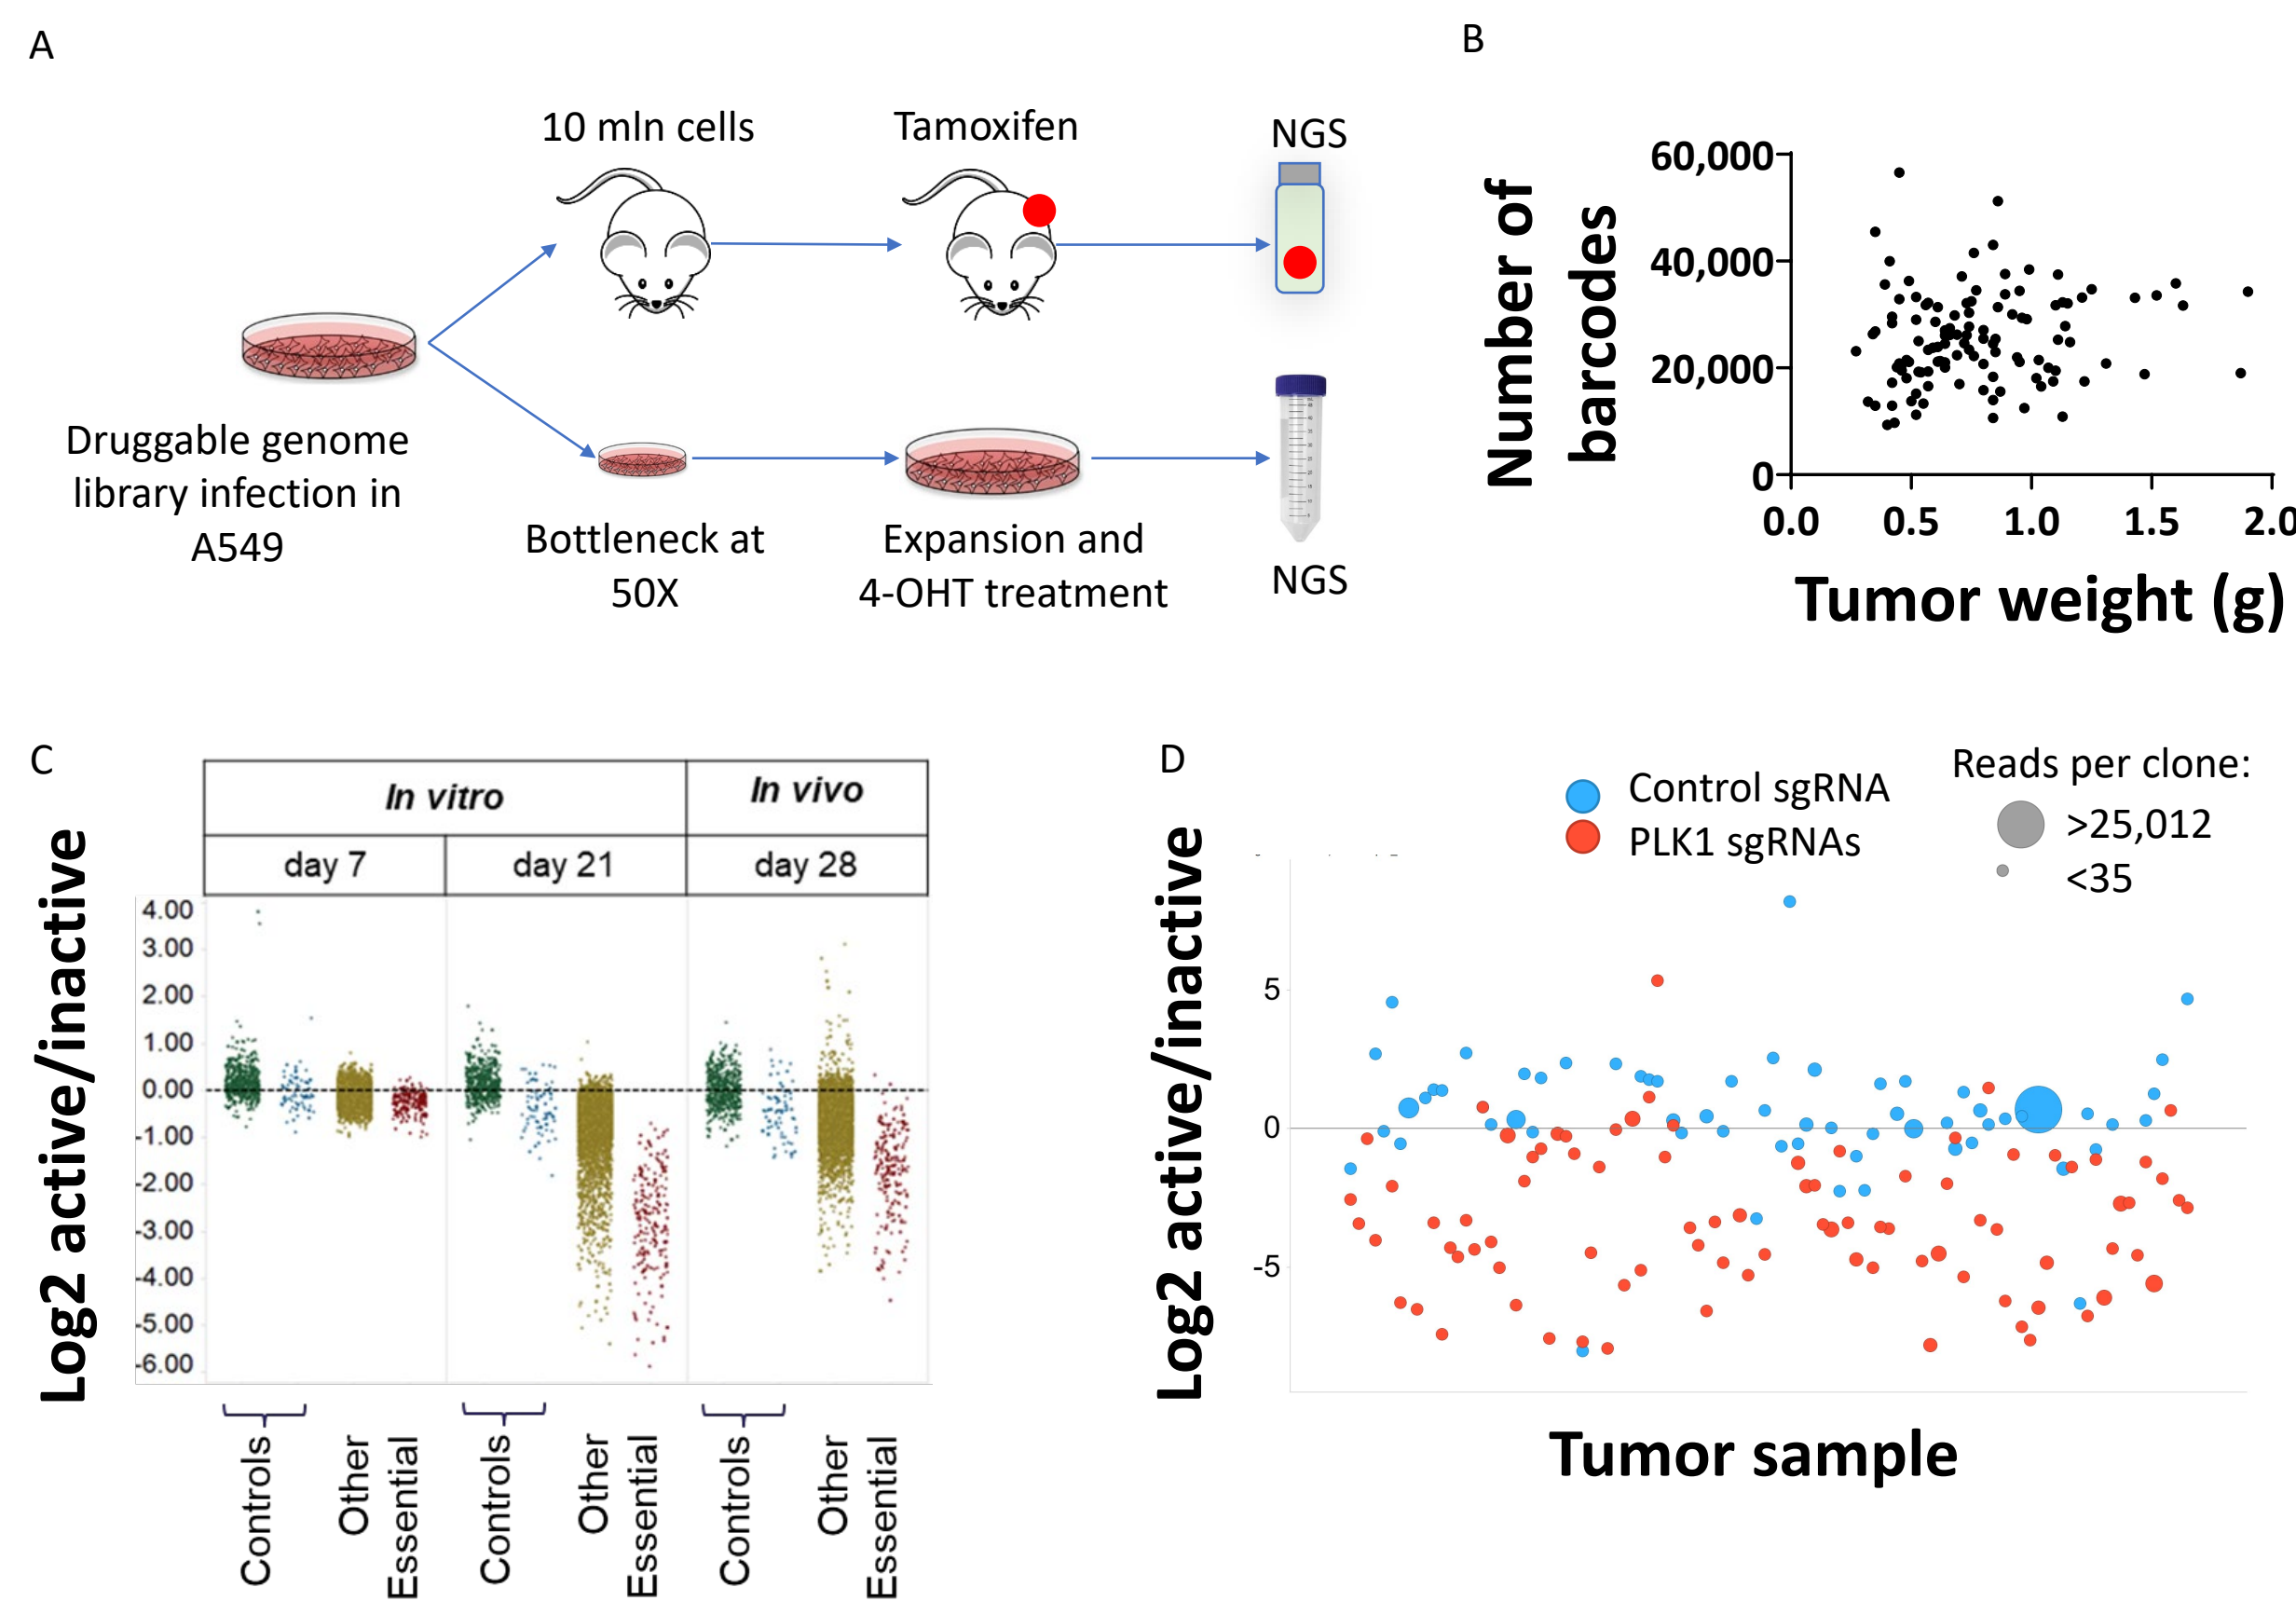 A
10 mln cells
Tamoxifen
NGS
Druggable genome
library infection in
A549
Bottleneck at
50X
Expansion and
4-OHT treatment
NGS
B
Number of
barcodes
60,000
40,000
20,000
0
0.0 0.5 1.0 1.5 2.0
Tumor weight (g)
C
Log2 active/inactive
In vitro In vivo
day 7 day 21 day 28
4.00
3.00
2.00
1.00
0.00
-1.00
-2.00
-3.00
-4.00
-5.00
-6.00
Controls Other Essential Controls Other Essential Controls Other Essential
D
Control sgRNA
PLK1 sgRNAs
Reads per clone:
>25,012
<35
Log2 active/inactive
5
0
-5
Tumor sample